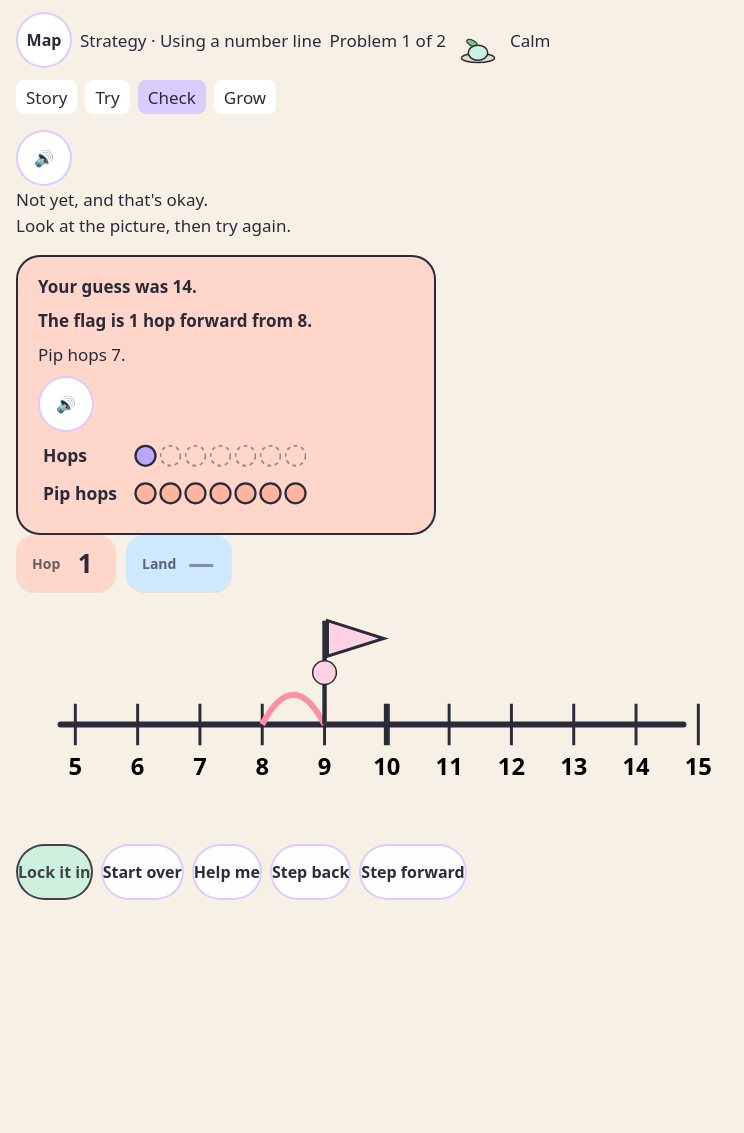 Map Strategy · Using a number line Problem 1 of 2 Calm
Story Try Check Grow
Not yet, and that's okay.
Look at the picture, then try again.
Your guess was 14.
The flag is 1 hop forward from 8.
Pip hops 7.
Hops
Pip hops
Hop 1 Land —
5 6 7 8 9 10 11 12 13 14 15
Lock it in Start over Help me Step back Step forward